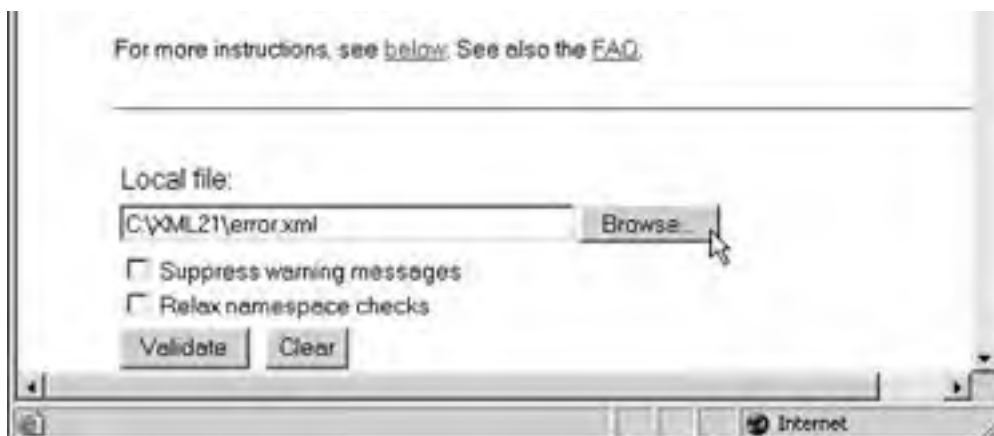 For more instructions, see below. See also the FAQ.
Local file:
C:\XML21\error.xml Browse...
Suppress warning messages
Relax namespace checks
Validate Clear
Internet